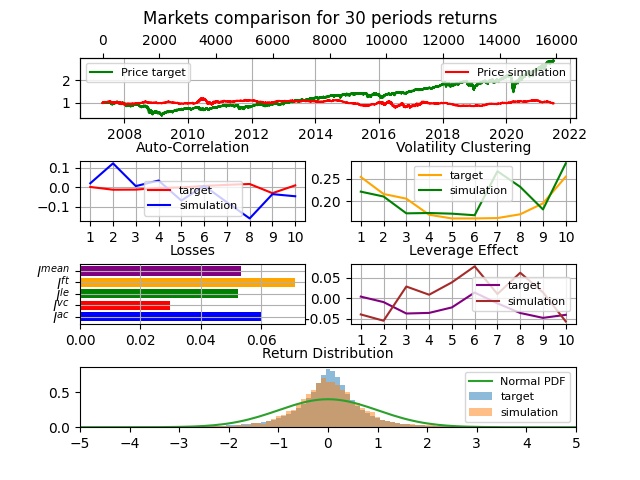 Markets comparison for 30 periods returns
0 2000 4000 6000 8000 10000 12000 14000 16000
Price target
Price simulation
2
1
2008 2010 2012 2014 2016 2018 2020 2022
Auto-Correlation
Volatility Clustering
0.1
0.0
−0.1
target
simulation
1 2 3 4 5 6 7 8 9 10
0.25
0.20
target
simulation
1 2 3 4 5 6 7 8 9 10
Losses
Leverage Effect
l^mean
l^ft
l^le
l^vc
l^ac
0.00 0.02 0.04 0.06
0.05
0.00
−0.05
target
simulation
1 2 3 4 5 6 7 8 9 10
Return Distribution
0.5
0.0
Normal PDF
target
simulation
−5 −4 −3 −2 −1 0 1 2 3 4 5